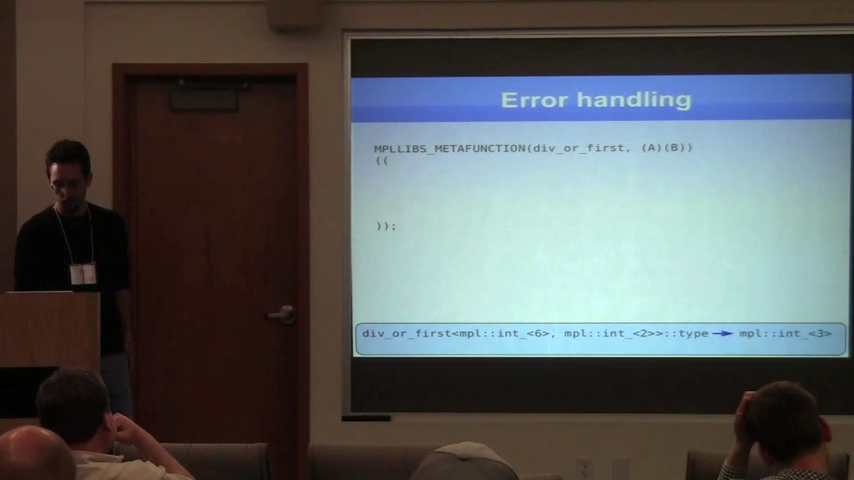 Error handling
MPLLIBS_METAFUNCTION(div_or_first, (A)(B))
((
));
div_or_first<mpl::int_<6>, mpl::int_<2>>::type → mpl::int_<3>